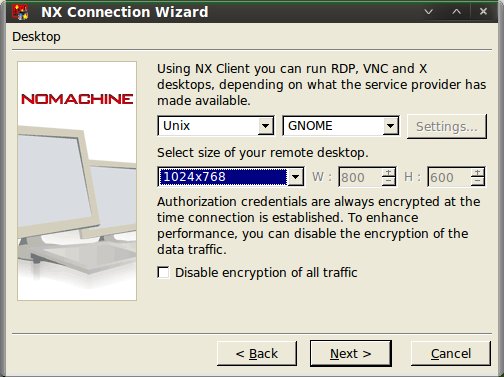 NX Connection Wizard
Desktop
NOMACHINE
Using NX Client you can run RDP, VNC and X
desktops, depending on what the service provider has
made available.
Unix GNOME Settings...
Select size of your remote desktop.
1024x768 W : 800 H : 600
Authorization credentials are always encrypted at the
time connection is established. To enhance
performance, you can disable the encryption of the
data traffic.
Disable encryption of all traffic
< Back Next > Cancel